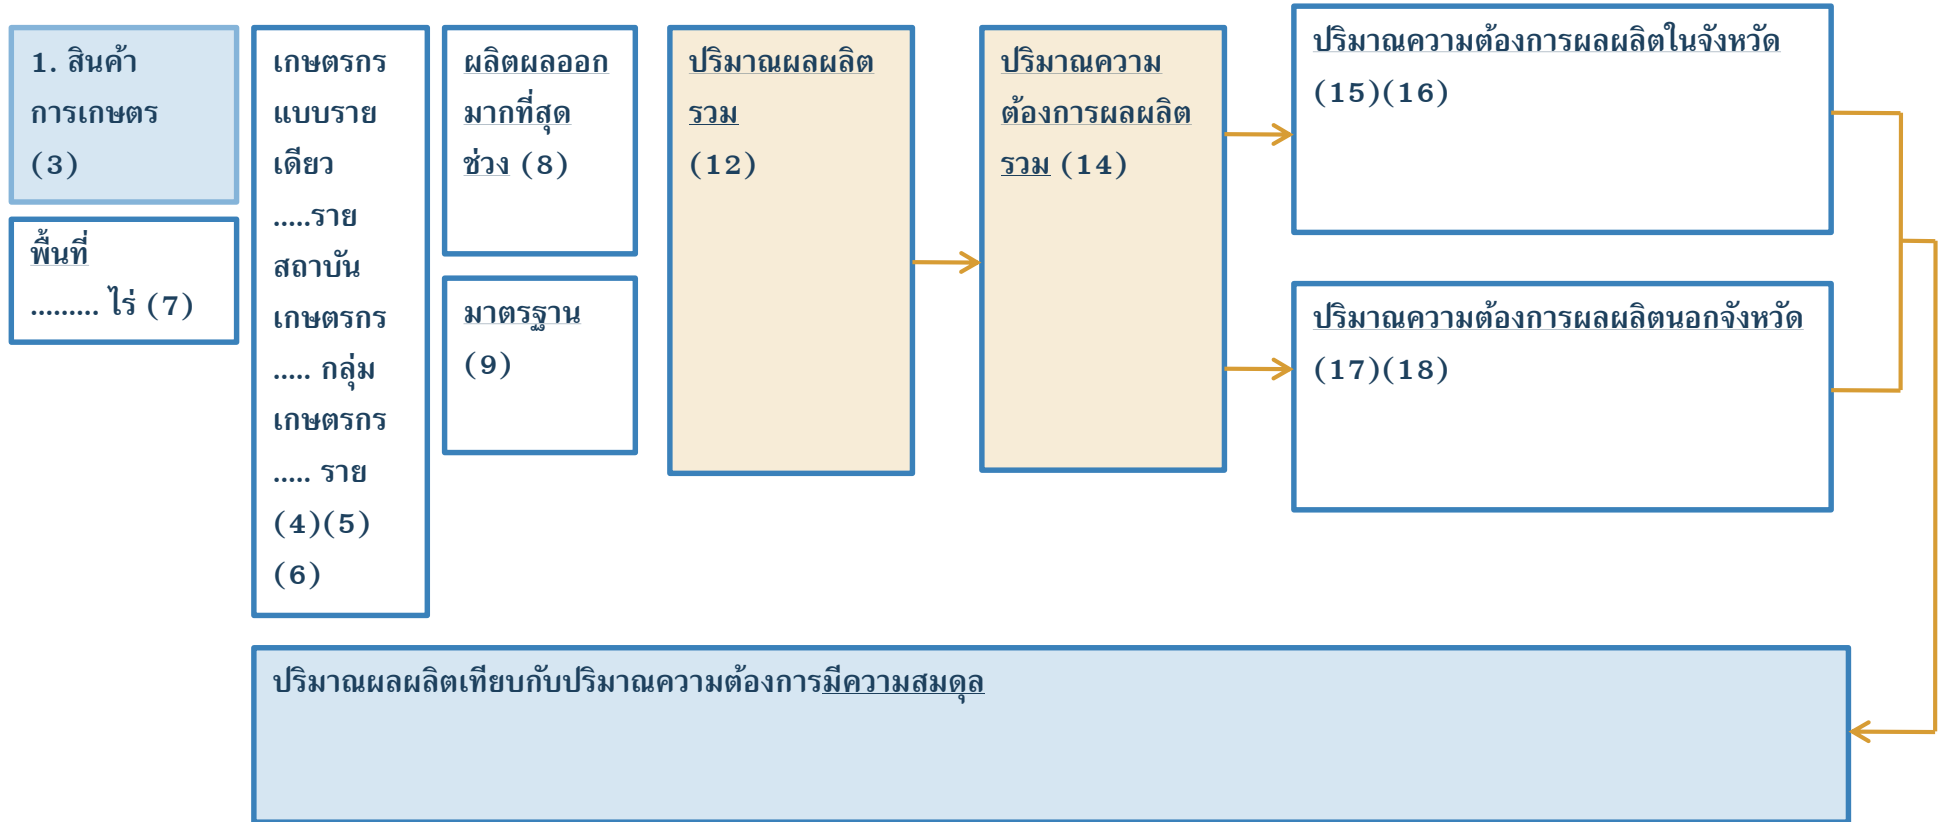 1. สินค้า
การเกษตร
(3)
พื้นที่
......... ไร่ (7)
เกษตรกร
แบบราย
เดียว
.....ราย
สถาบัน
เกษตรกร
..... กลุ่ม
เกษตรกร
..... ราย
(4)(5)
(6)
ผลิตผลออก
มากที่สุด
ช่วง (8)
มาตรฐาน
(9)
ปริมาณผลผลิต
รวม
(12)
ปริมาณความ
ต้องการผลผลิต
รวม (14)
ปริมาณความต้องการผลผลิตในจังหวัด
(15)(16)
ปริมาณความต้องการผลผลิตนอกจังหวัด
(17)(18)
ปริมาณผลผลิตเทียบกับปริมาณความต้องการมีความสมดุล